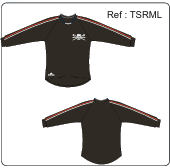 Ref : TSRML